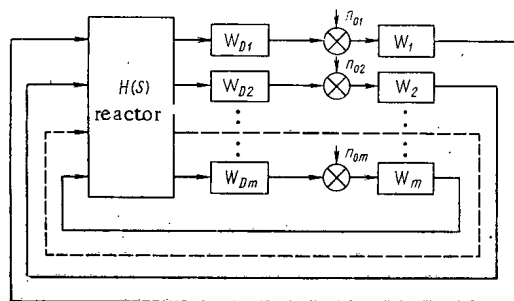 H(S)
reactor
W_D1
n_01
W_1
W_D2
n_02
W_2
W_Dm
n_0m
W_m